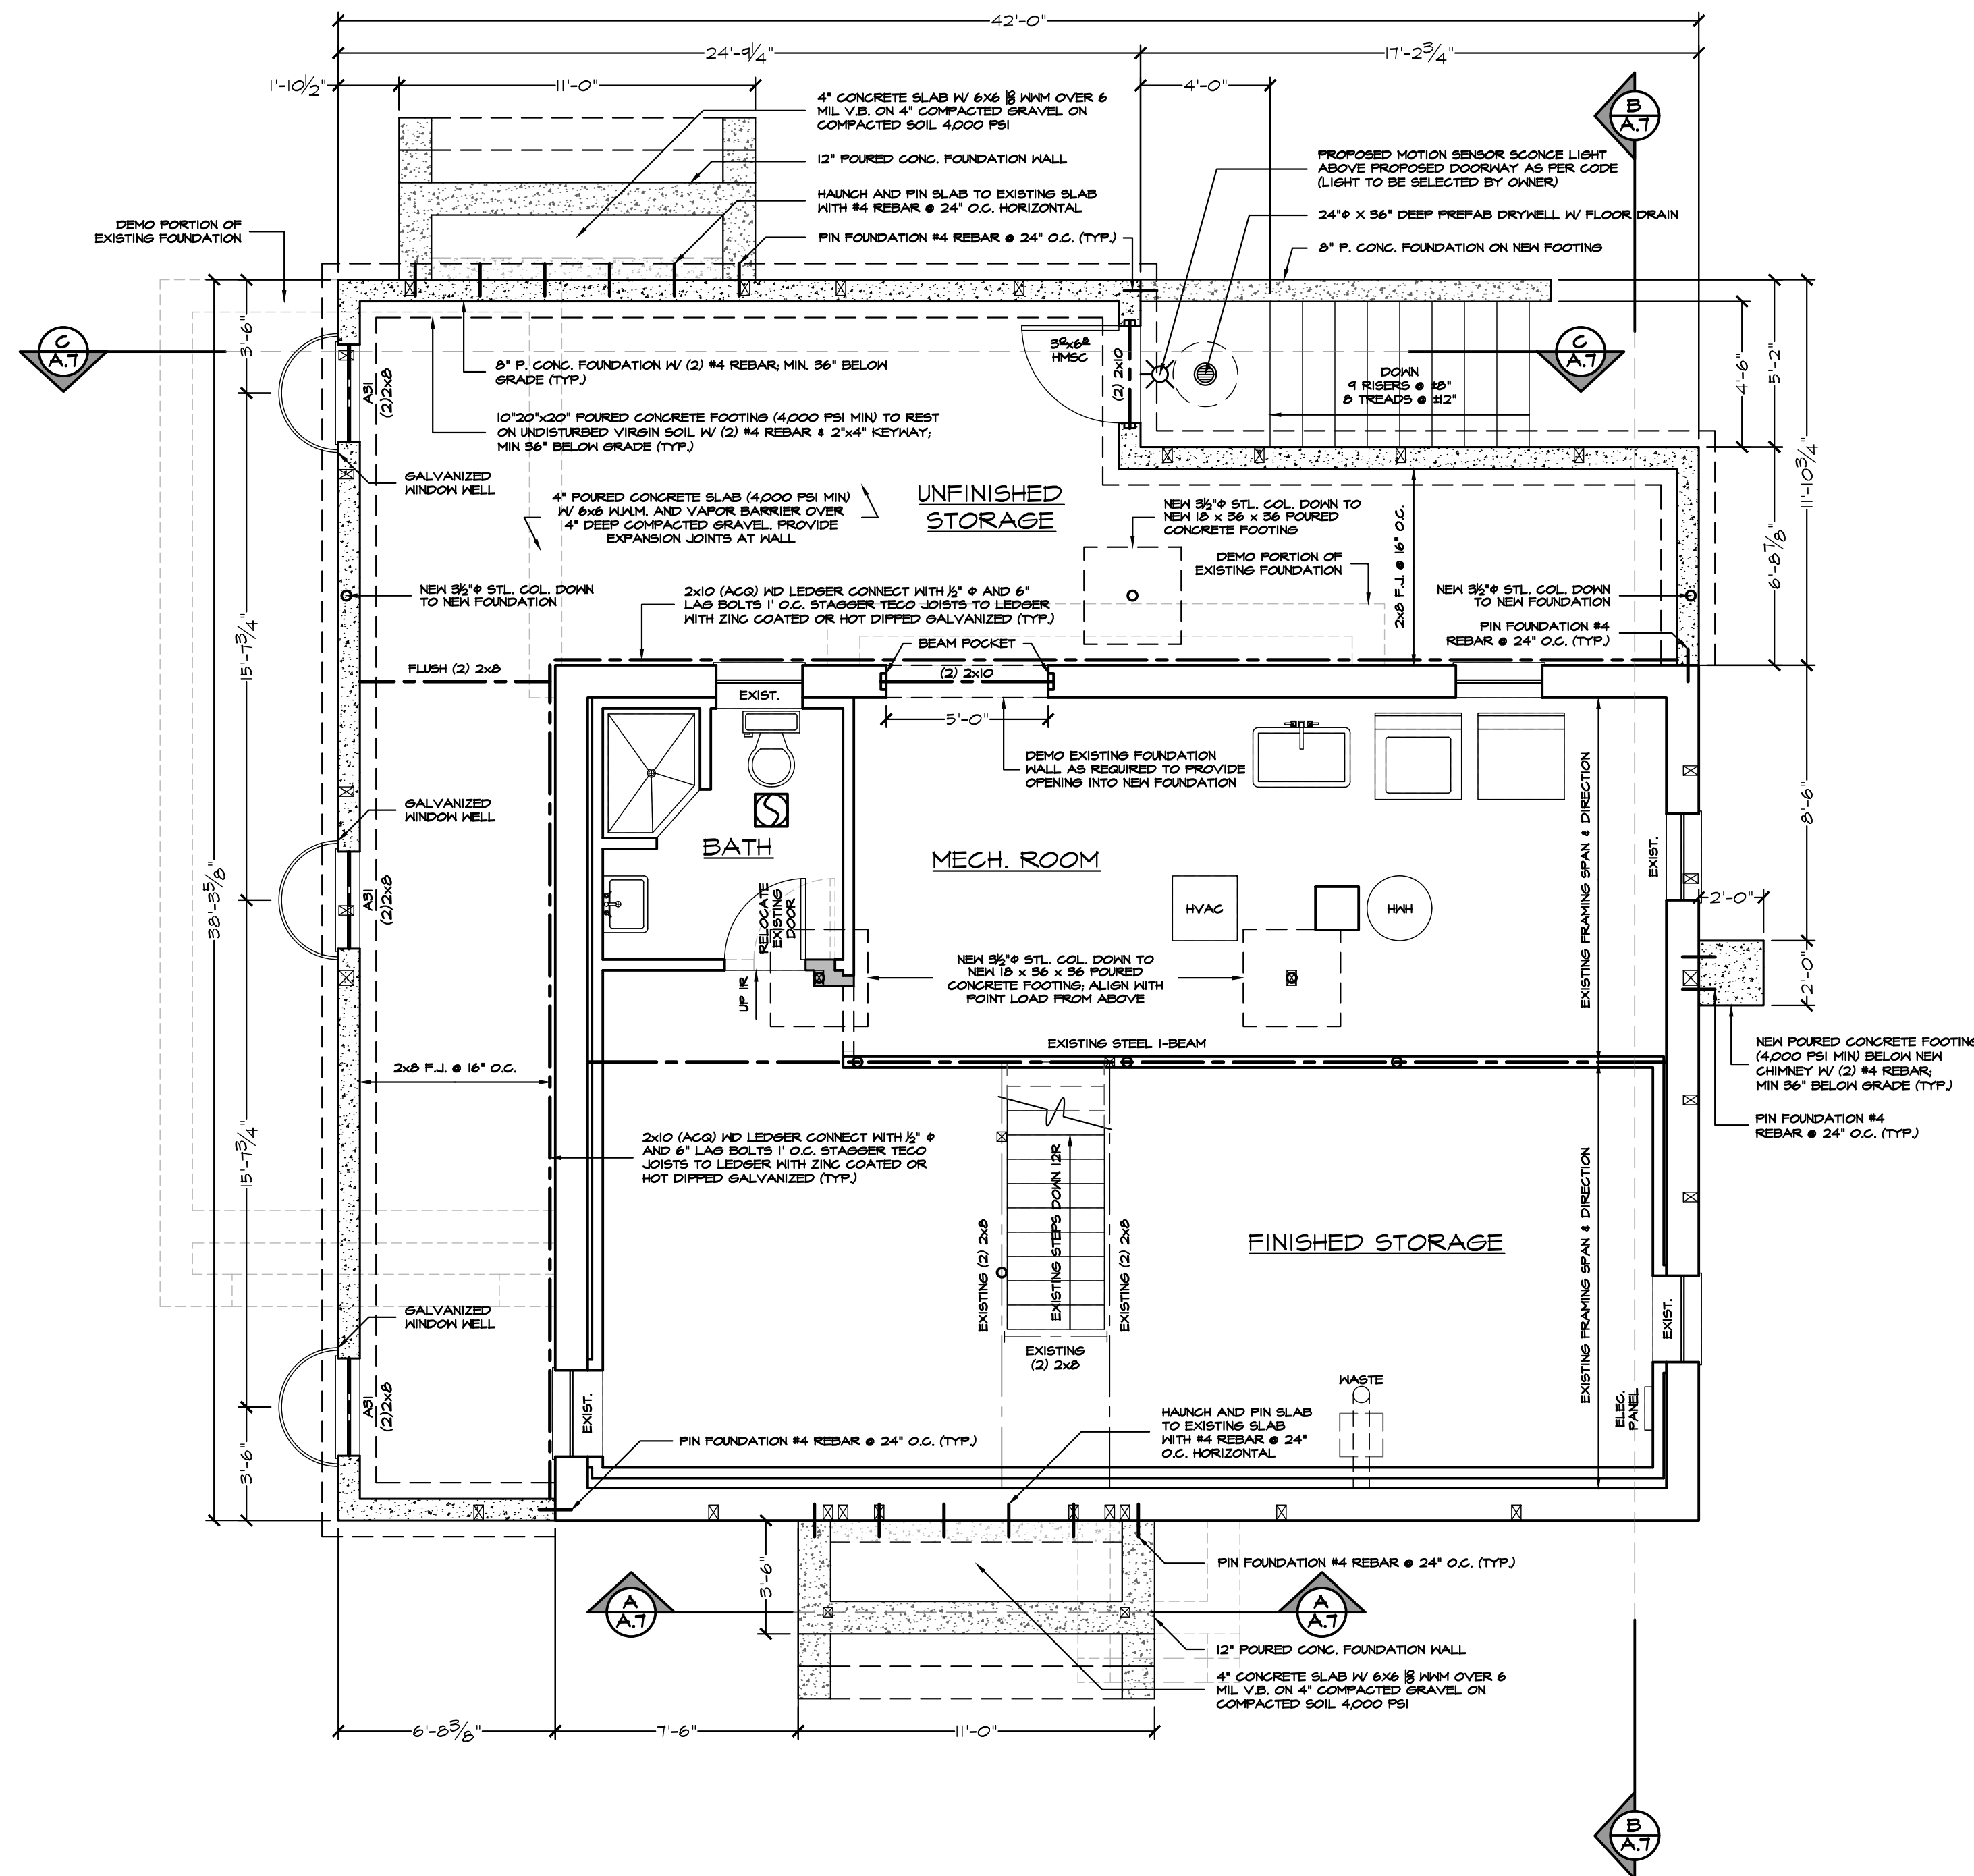 42'-0"
24'-9 1/4"
17'-2 3/4"
1'-10 1/2"
11'-0"
4'-0"
4" CONCRETE SLAB W/ 6X6 WWM OVER 6
MIL V.B. ON 4" COMPACTED GRAVEL ON
COMPACTED SOIL 4,000 PSI
12" POURED CONC. FOUNDATION WALL
HAUNCH AND PIN SLAB TO EXISTING SLAB
WITH #4 REBAR @ 24" O.C. HORIZONTAL
PIN FOUNDATION #4 REBAR @ 24" O.C. (TYP.)
B
A.7
PROPOSED MOTION SENSOR SCONCE LIGHT
ABOVE PROPOSED DOORWAY AS PER CODE
(LIGHT TO BE SELECTED BY OWNER)
24"φ X 36" DEEP PREFAB DRYWELL W/ FLOOR DRAIN
8" P. CONC. FOUNDATION ON NEW FOOTING
DEMO PORTION OF
EXISTING FOUNDATION
C
A.7
3'-6"
A31
(2)2x8
8" P. CONC. FOUNDATION W/ (2) #4 REBAR; MIN. 36" BELOW
GRADE (TYP.)
10"20"x20" POURED CONCRETE FOOTING (4,000 PSI MIN) TO REST
ON UNDISTURBED VIRGIN SOIL W/ (2) #4 REBAR & 2"x4" KEYWAY;
MIN 36" BELOW GRADE (TYP.)
3⁰x6⁸
HMSC
(2) 2x10
DOWN
9 RISERS @ ±8"
8 TREADS @ ±12"
C
A.7
4'-6"
5'-2"
11'-10 3/4"
6'-8 7/8"
GALVANIZED
WINDOW WELL
4" POURED CONCRETE SLAB (4,000 PSI MIN)
W/ 6x6 W.W.M. AND VAPOR BARRIER OVER
4" DEEP COMPACTED GRAVEL. PROVIDE
EXPANSION JOINTS AT WALL
UNFINISHED
STORAGE
NEW 3½"φ STL. COL. DOWN TO
NEW 18 x 36 x 36 POURED
CONCRETE FOOTING
DEMO PORTION OF
EXISTING FOUNDATION
2x8 F.J. @ 16" O.C.
NEW 3½"φ STL. COL. DOWN
TO NEW FOUNDATION
2x10 (ACQ) WD LEDGER CONNECT WITH ½" φ AND 6"
LAG BOLTS 1' O.C. STAGGER TECO JOISTS TO LEDGER
WITH ZINC COATED OR HOT DIPPED GALVANIZED (TYP.)
NEW 3½"φ STL. COL. DOWN
TO NEW FOUNDATION
PIN FOUNDATION #4
REBAR @ 24" O.C. (TYP.)
BEAM POCKET
FLUSH (2) 2x8
(2) 2x10
EXIST.
5'-0"
15'-7 3/4"
38'-3 5/8"
DEMO EXISTING FOUNDATION
WALL AS REQUIRED TO PROVIDE
OPENING INTO NEW FOUNDATION
EXISTING FRAMING SPAN & DIRECTION
8'-6"
GALVANIZED
WINDOW WELL
A31
(2)2x8
BATH
MECH. ROOM
EXIST.
RELOCATE
EXISTING
DOOR
HVAC
HWH
2'-0"
2'-0"
UP 1R
NEW 3½"φ STL. COL. DOWN TO
NEW 18 x 36 x 36 POURED
CONCRETE FOOTING; ALIGN WITH
POINT LOAD FROM ABOVE
EXISTING STEEL I-BEAM
NEW POURED CONCRETE FOOTING
(4,000 PSI MIN) BELOW NEW
CHIMNEY W/ (2) #4 REBAR;
MIN 36" BELOW GRADE (TYP.)
PIN FOUNDATION #4
REBAR @ 24" O.C. (TYP.)
2x8 F.J. @ 16" O.C.
15'-7 3/4"
2x10 (ACQ) WD LEDGER CONNECT WITH ½" φ
AND 6" LAG BOLTS 1' O.C. STAGGER TECO
JOISTS TO LEDGER WITH ZINC COATED OR
HOT DIPPED GALVANIZED (TYP.)
EXISTING (2) 2x8
EXISTING STEPS DOWN 12R
EXISTING (2) 2x8
EXISTING
(2) 2x8
FINISHED STORAGE
EXISTING FRAMING SPAN & DIRECTION
EXIST.
GALVANIZED
WINDOW WELL
A31
(2)2x8
EXIST.
WASTE
ELEC.
PANEL
HAUNCH AND PIN SLAB
TO EXISTING SLAB
WITH #4 REBAR @ 24"
O.C. HORIZONTAL
PIN FOUNDATION #4 REBAR @ 24" O.C. (TYP.)
3'-6"
3'-6"
PIN FOUNDATION #4 REBAR @ 24" O.C. (TYP.)
A
A.7
A
A.7
12" POURED CONC. FOUNDATION WALL
4" CONCRETE SLAB W/ 6X6 WWM OVER 6
MIL V.B. ON 4" COMPACTED GRAVEL ON
COMPACTED SOIL 4,000 PSI
6'-8 3/8"
7'-6"
11'-0"
B
A.7